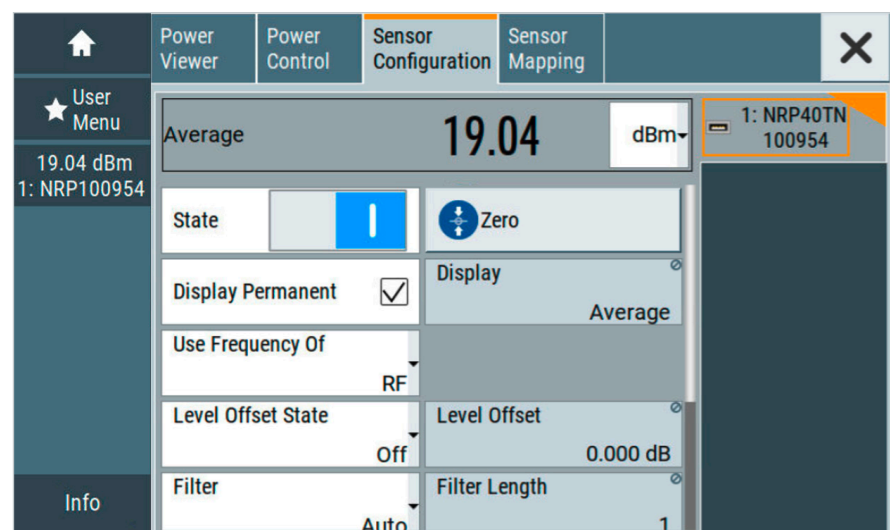 Power Viewer
Power Control
Sensor Configuration
Sensor Mapping
User Menu
19.04 dBm
1: NRP100954
Info
Average
19.04
dBm
1: NRP40TN
100954
State
Zero
Display Permanent
Display
Average
Use Frequency Of
RF
Level Offset State
Off
Level Offset
0.000 dB
Filter
Auto
Filter Length
1